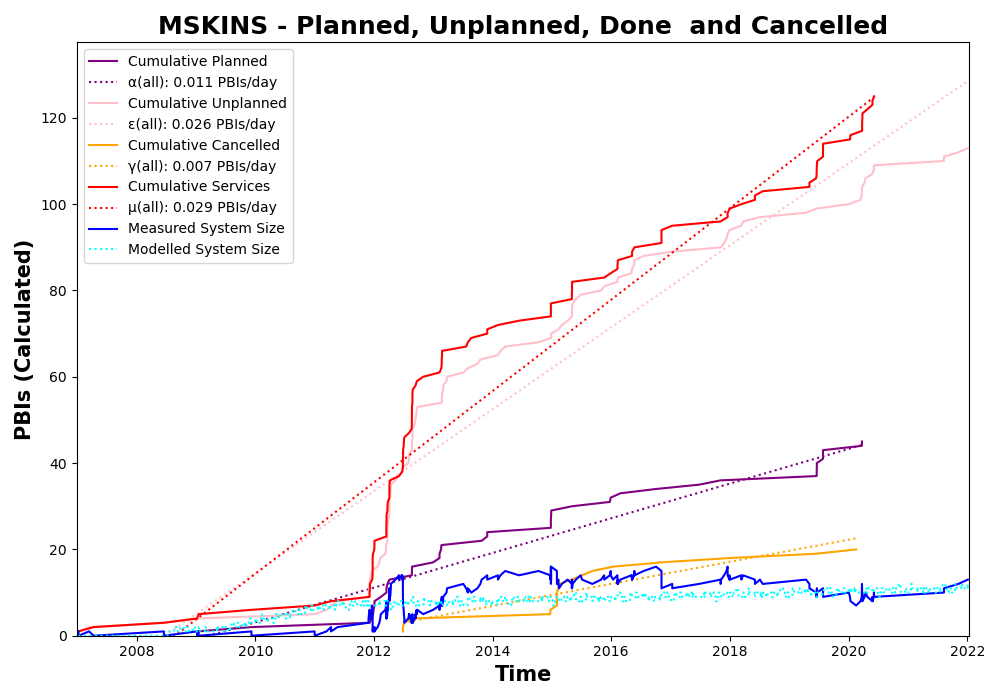 MSKINS - Planned, Unplanned, Done  and Cancelled
Cumulative Planned
α(all): 0.011 PBIs/day
Cumulative Unplanned
ε(all): 0.026 PBIs/day
Cumulative Cancelled
γ(all): 0.007 PBIs/day
Cumulative Services
μ(all): 0.029 PBIs/day
Measured System Size
Modelled System Size
PBIs (Calculated)
120
100
80
60
40
20
0
2008 2010 2012 2014 2016 2018 2020 2022
Time